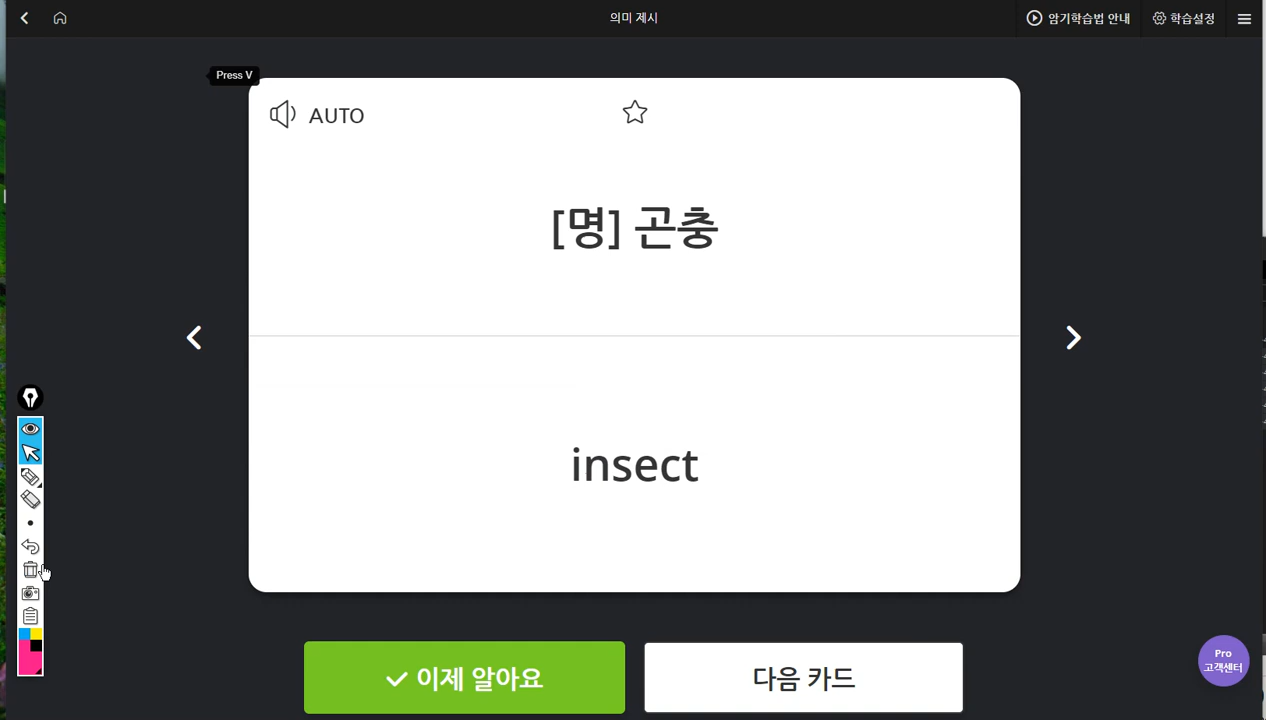 의미 제시
암기학습법 안내
학습설정
Press V
AUTO
[명] 곤충
insect
이제 알아요
다음 카드
Pro
고객센터